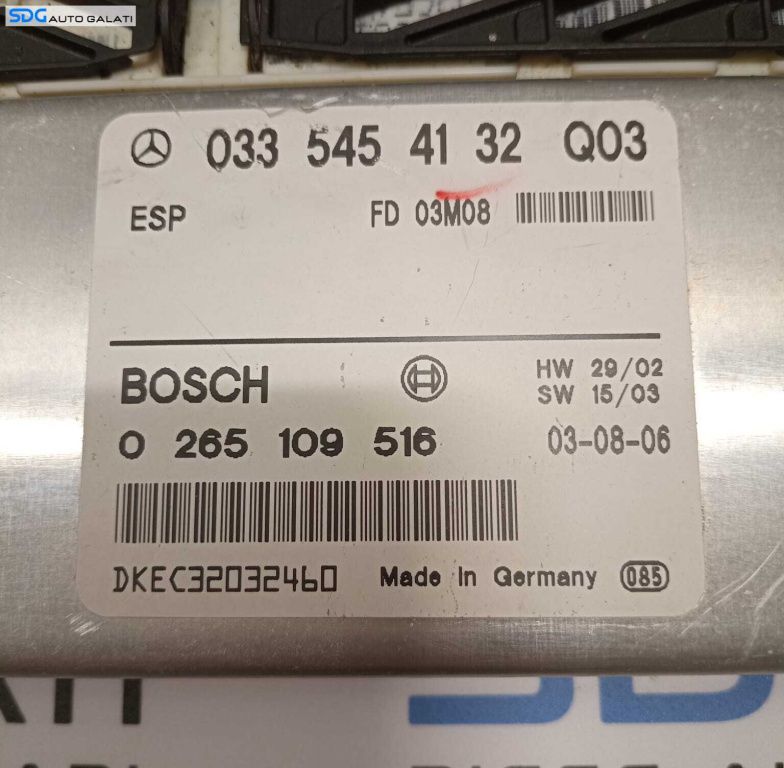 SDG AUTO GALATI
033 545 41 32 Q03
ESP FD 03M08
BOSCH HW 29/02
SW 15/03
0 265 109 516 03-08-06
DKEC32032460 Made in Germany 085